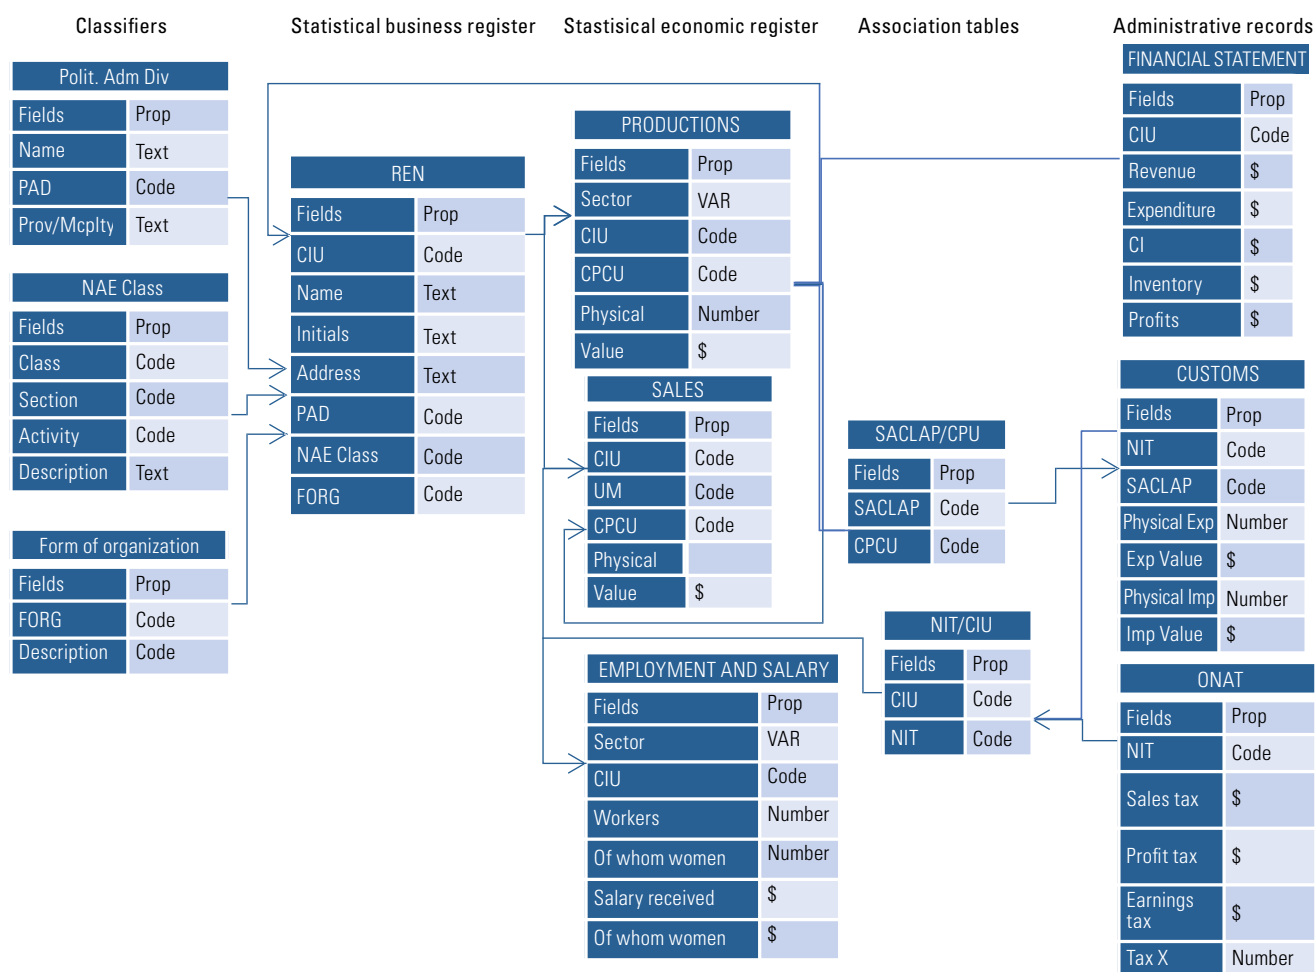 Classifiers
Statistical business register
Stastisical economic register
Association tables
Administrative records
Polit. Adm Div
Fields Prop
Name Text
PAD Code
Prov/Mcplty Text
NAE Class
Fields Prop
Class Code
Section Code
Activity Code
Description Text
Form of organization
Fields Prop
FORG Code
Description Code
REN
Fields Prop
CIU Code
Name Text
Initials Text
Address Text
PAD Code
NAE Class Code
FORG Code
PRODUCTIONS
Fields Prop
Sector VAR
CIU Code
CPCU Code
Physical Number
Value $
SALES
Fields Prop
CIU Code
UM Code
CPCU Code
Physical
Value $
EMPLOYMENT AND SALARY
Fields Prop
Sector VAR
CIU Code
Workers Number
Of whom women Number
Salary received $
Of whom women $
SACLAP/CPU
Fields Prop
SACLAP Code
CPCU Code
NIT/CIU
Fields Prop
CIU Code
NIT Code
FINANCIAL STATEMENT
Fields Prop
CIU Code
Revenue $
Expenditure $
CI $
Inventory $
Profits $
CUSTOMS
Fields Prop
NIT Code
SACLAP Code
Physical Exp Number
Exp Value $
Physical Imp Number
Imp Value $
ONAT
Fields Prop
NIT Code
Sales tax $
Profit tax $
Earnings
tax $
Tax X Number